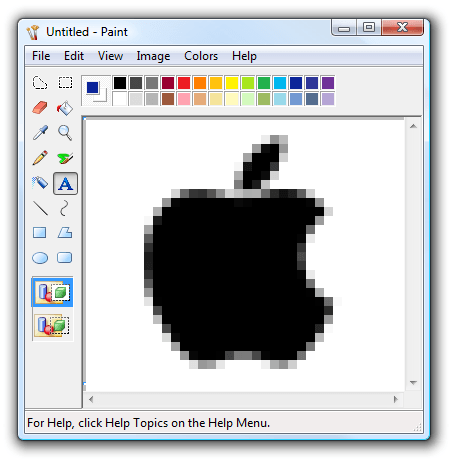 Untitled - Paint
File Edit View Image Colors Help
A
For Help, click Help Topics on the Help Menu.